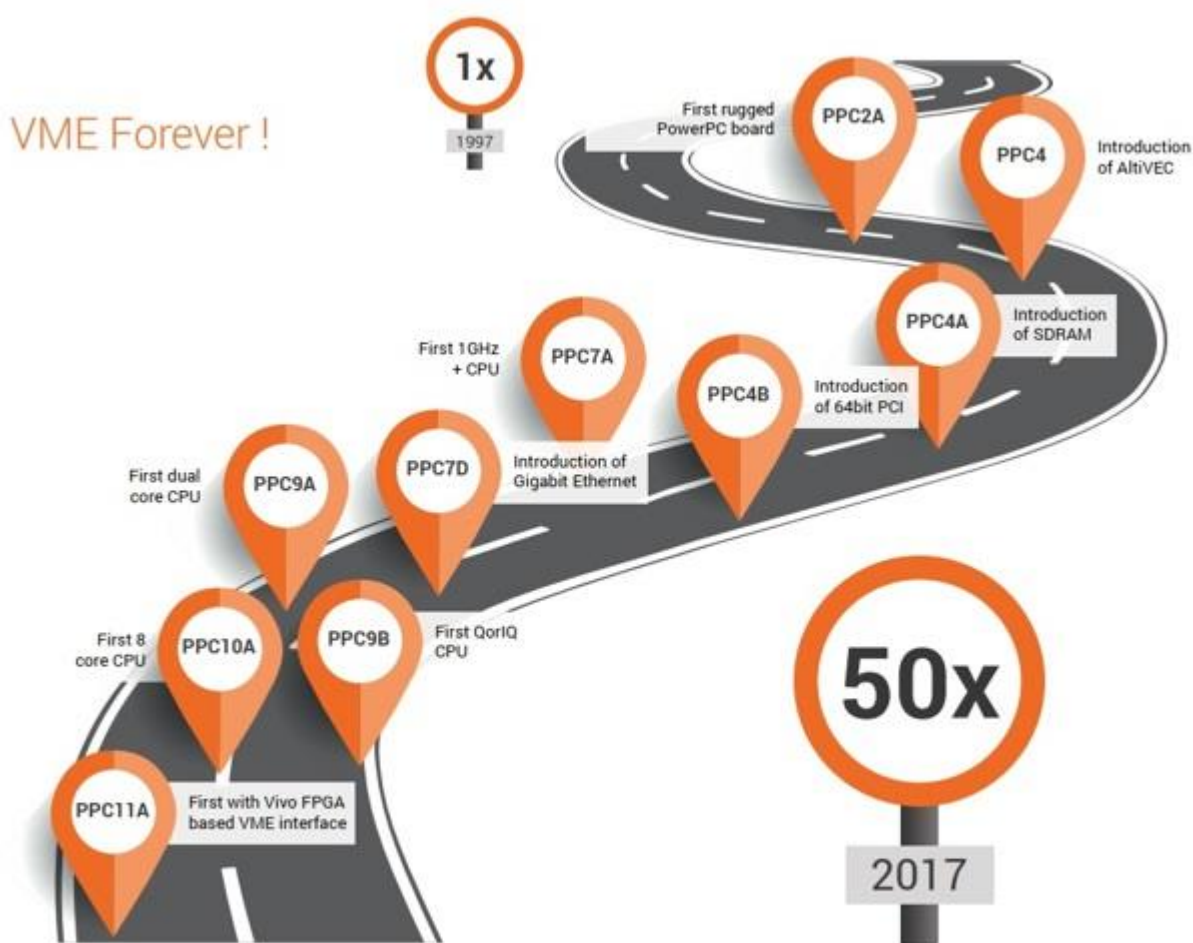 1x
1997
VME Forever !
First rugged
PowerPC board
PPC2A
PPC4
Introduction
of AltiVEC
PPC4A
Introduction
of SDRAM
First 1GHz
+ CPU
PPC7A
PPC4B
Introduction
of 64bit PCI
First dual
core CPU
PPC9A
PPC7D
Introduction of
Gigabit Ethernet
First 8
core CPU
PPC10A
PPC9B
First QorIQ
CPU
50x
2017
PPC11A
First with Vivo FPGA
based VME interface